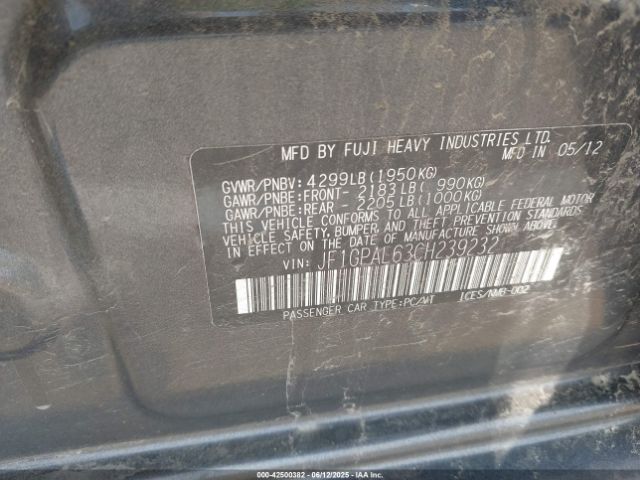 MFD BY FUJI HEAVY INDUSTRIES LTD.
MFD IN 05/12
GVWR/PNBV: 4299LB(1950KG)
GAWR/PNBE:FRONT- 2183LB( 990KG)
GAWR/PNBE:REAR - 2205LB(1000KG)
THIS VEHICLE CONFORMS TO ALL APPLICABLE FEDERAL MOTOR
VEHICLE SAFETY, BUMPER, AND THEFT PREVENTION STANDARDS
IN EFFECT ON THE DATE OF MANUFACTURE SHOWN ABOVE.
VIN: JF1GPAL63CH239232
PASSENGER CAR TYPE:PC/VT ICES/NMB-002
000-42500382 - 06/12/2025 - IAA Inc.